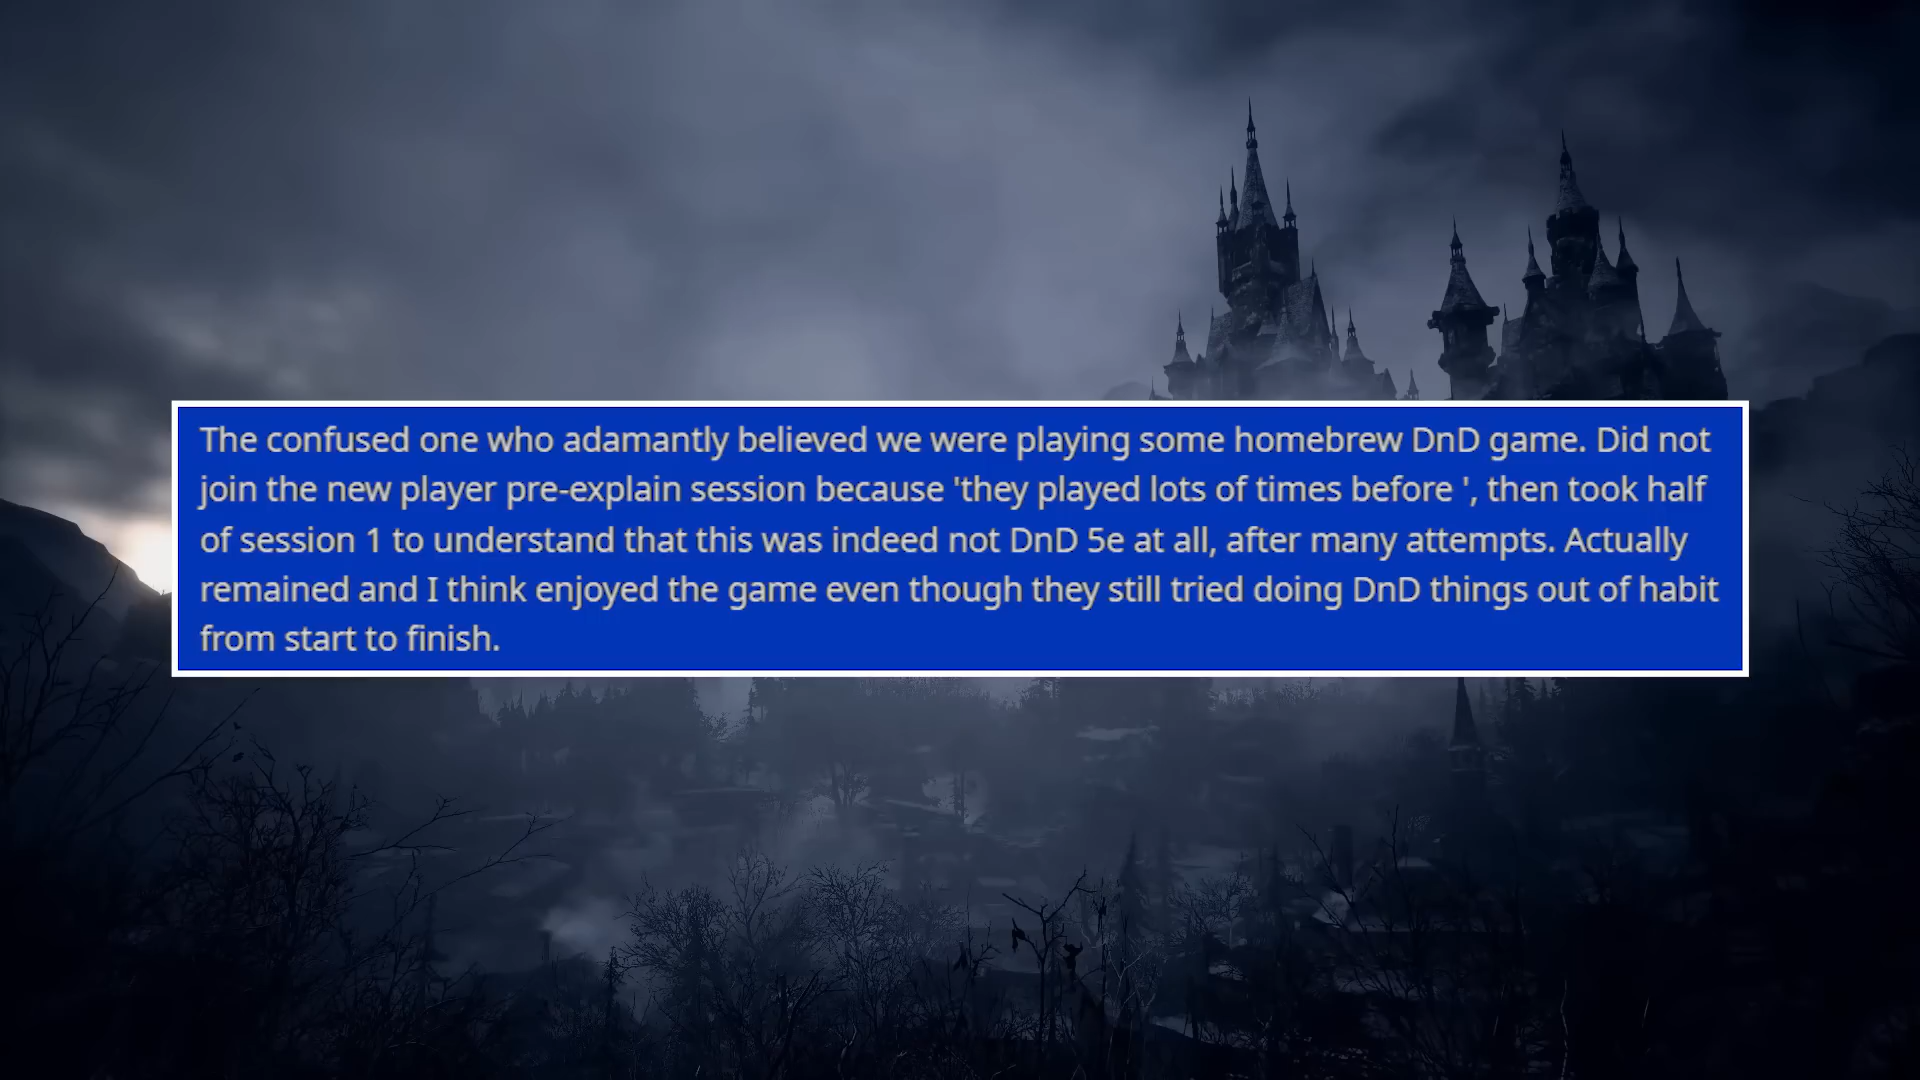 The confused one who adamantly believed we were playing some homebrew DnD game. Did not
join the new player pre-explain session because 'they played lots of times before ', then took half
of session 1 to understand that this was indeed not DnD 5e at all, after many attempts. Actually
remained and I think enjoyed the game even though they still tried doing DnD things out of habit
from start to finish.